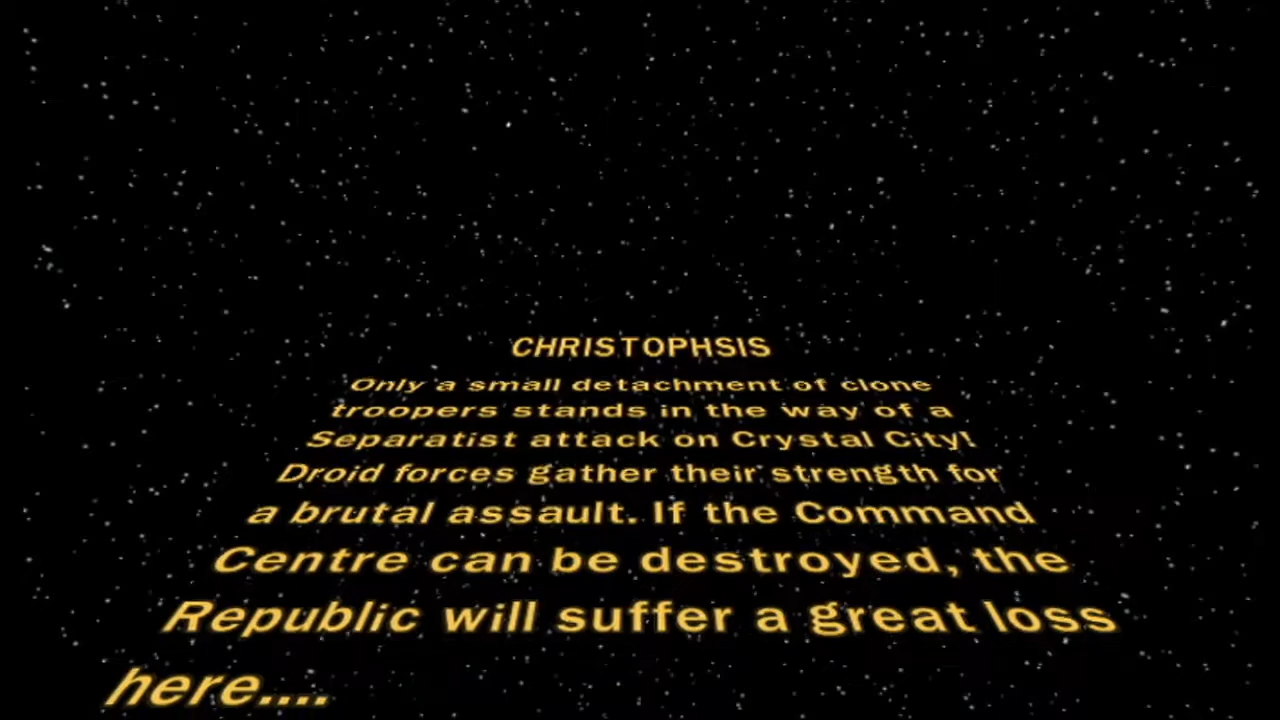 CHRISTOPHSIS
Only a small detachment of clone
troopers stands in the way of a
Separatist attack on Crystal City!
Droid forces gather their strength for
a brutal assault. If the Command
Centre can be destroyed, the
Republic will suffer a great loss
here....